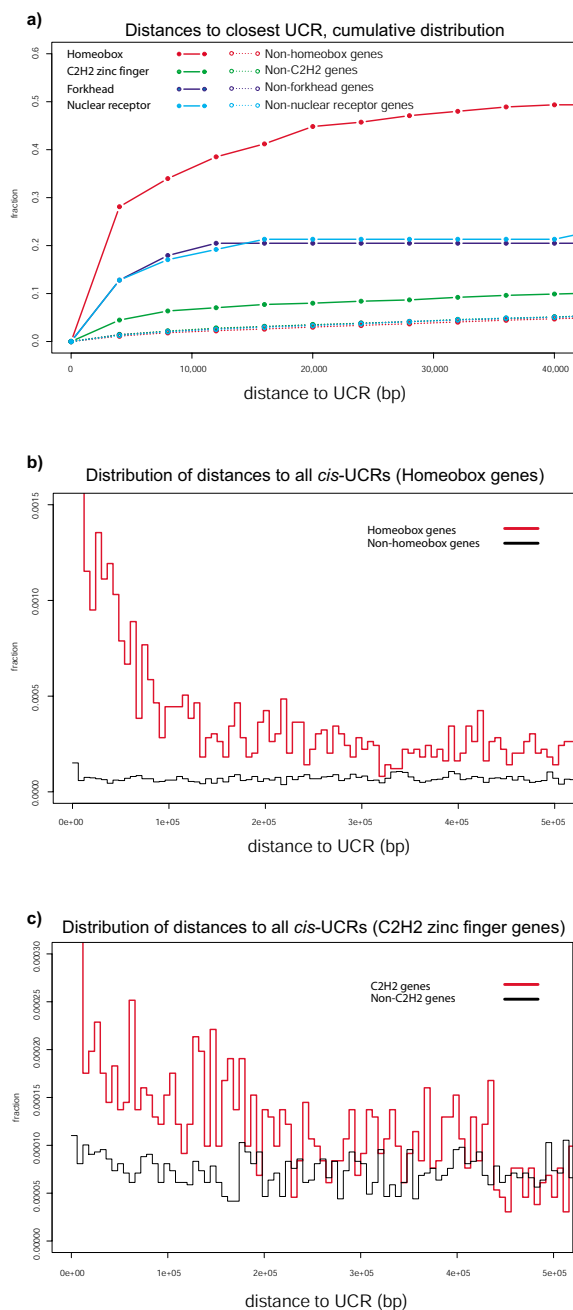 a)
Distances to closest UCR, cumulative distribution
Homeobox
Non-homeobox genes
C2H2 zinc finger
Non-C2H2 genes
Forkhead
Non-forkhead genes
Nuclear receptor
Non-nuclear receptor genes
0.6
0.5
0.4
0.3
0.2
0.1
0.0
fraction
0
10,000
20,000
30,000
40,000
distance to UCR (bp)
b)
Distribution of distances to all cis-UCRs (Homeobox genes)
Homeobox genes
Non-homeobox genes
0.0015
0.0010
0.0005
0.0000
fraction
0e+00
1e+05
2e+05
3e+05
4e+05
5e+05
distance to UCR (bp)
c)
Distribution of distances to all cis-UCRs (C2H2 zinc finger genes)
C2H2 genes
Non-C2H2 genes
0.00030
0.00025
0.00020
0.00015
0.00010
0.00005
0.00000
fraction
0e+00
1e+05
2e+05
3e+05
4e+05
5e+05
distance to UCR (bp)